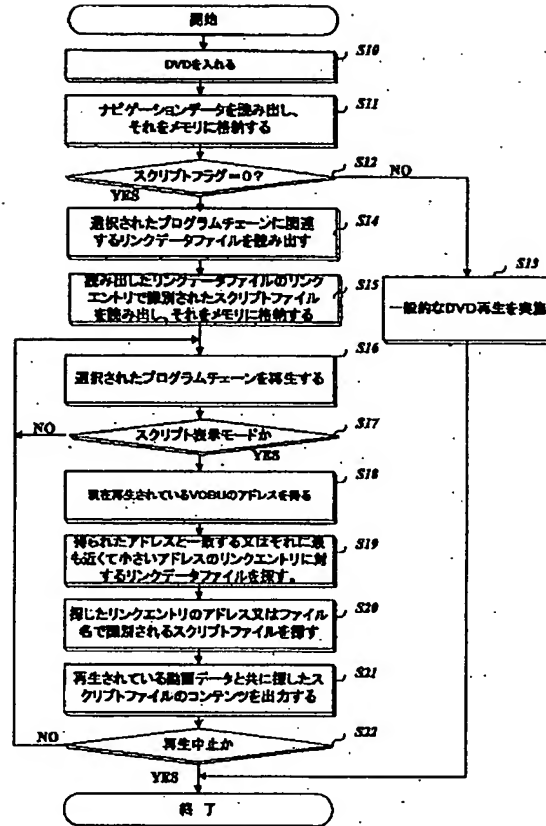 開始
DVDを入れる
S10
ナビゲーションデータを読み出し、
それをメモリに格納する
S11
スクリプトフラグ=0?
S12
NO
YES
選択されたプログラムチェーンに関連
するリンクデータファイルを読み出す
S14
S13
一般的なDVD再生を実施
読み出したリンクデータファイルのリンク
エントリで識別されたスクリプトファイル
を読み出し、それをメモリに格納する
S15
選択されたプログラムチェーンを再生する
S16
スクリプト表示モードか
S17
NO
YES
現在再生されているVOBUのアドレスを得る
S18
得られたアドレスと一致する又はそれに最
も近くて小さいアドレスのリンクエントリに対
するリンクデータファイルを探す。
S19
探したリンクエントリのアドレス又はファイル
名で識別されるスクリプトファイルを探す
S20
再生されている動画データと共に探したス
クリプトファイルのコンテンツを出力する
S21
再生中止か
S22
NO
YES
終了